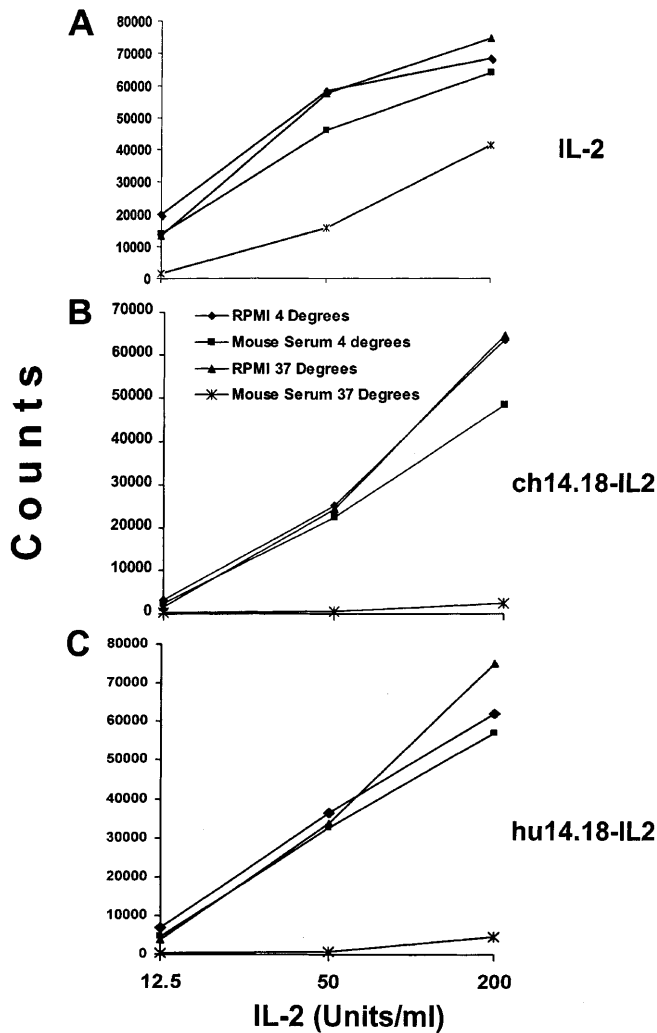 A
80000
70000
60000
50000
40000
30000
20000
10000
0
IL-2
B
70000
60000
50000
40000
30000
20000
10000
0
RPMI 4 Degrees
Mouse Serum 4 degrees
RPMI 37 Degrees
Mouse Serum 37 Degrees
Counts
ch14.18-IL2
C
80000
70000
60000
50000
40000
30000
20000
10000
0
hu14.18-IL2
12.5 50 200
IL-2 (Units/ml)